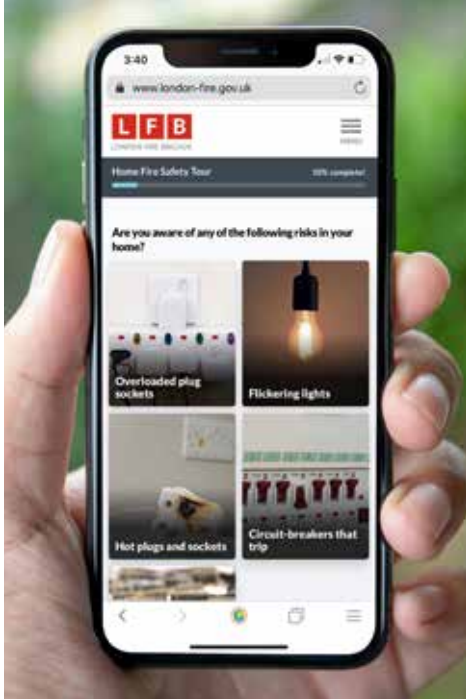 3:40
www.london-fire.gov.uk
LFB
LONDON FIRE BRIGADE
MENU
Home Fire Safety Tour
10% complete!
Are you aware of any of the following risks in your
home?
Overloaded plug
sockets
Flickering lights
Hot plugs and sockets
Circuit-breakers that
trip